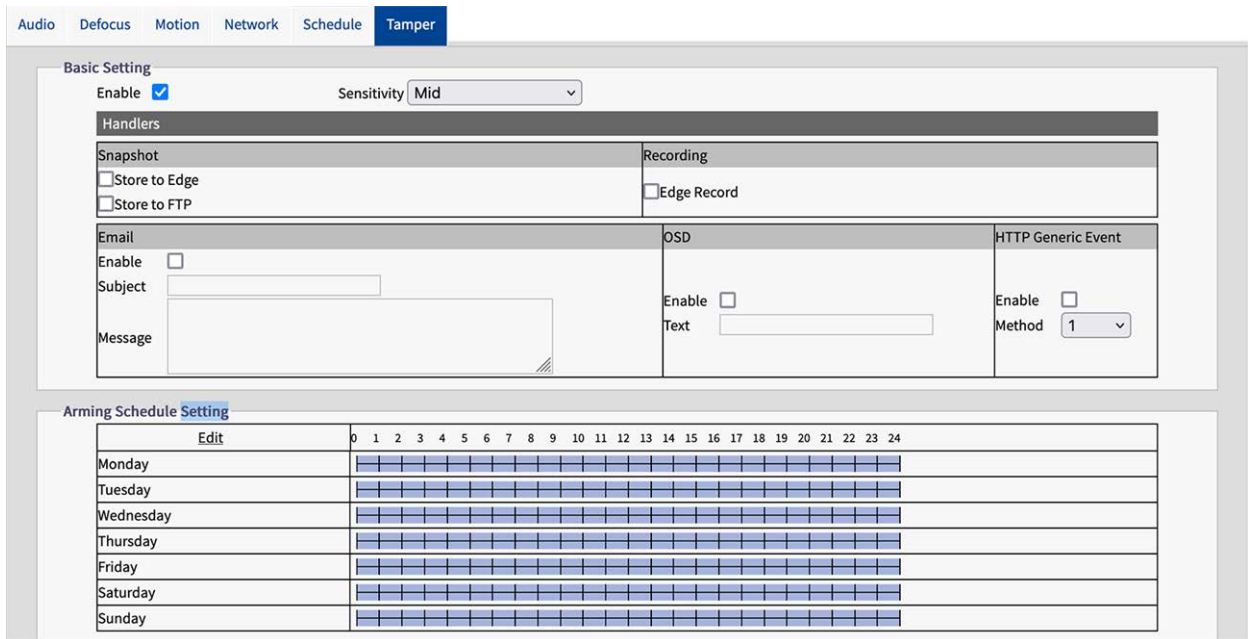 Audio Defocus Motion Network Schedule Tamper
Basic Setting
Enable Sensitivity Mid
Handlers
Snapshot Recording
Store to Edge
Edge Record
Store to FTP
Email OSD HTTP Generic Event
Enable
Subject
Enable Enable
Text Method 1
Message
Arming Schedule Setting
Edit 0 1 2 3 4 5 6 7 8 9 10 11 12 13 14 15 16 17 18 19 20 21 22 23 24
Monday
Tuesday
Wednesday
Thursday
Friday
Saturday
Sunday